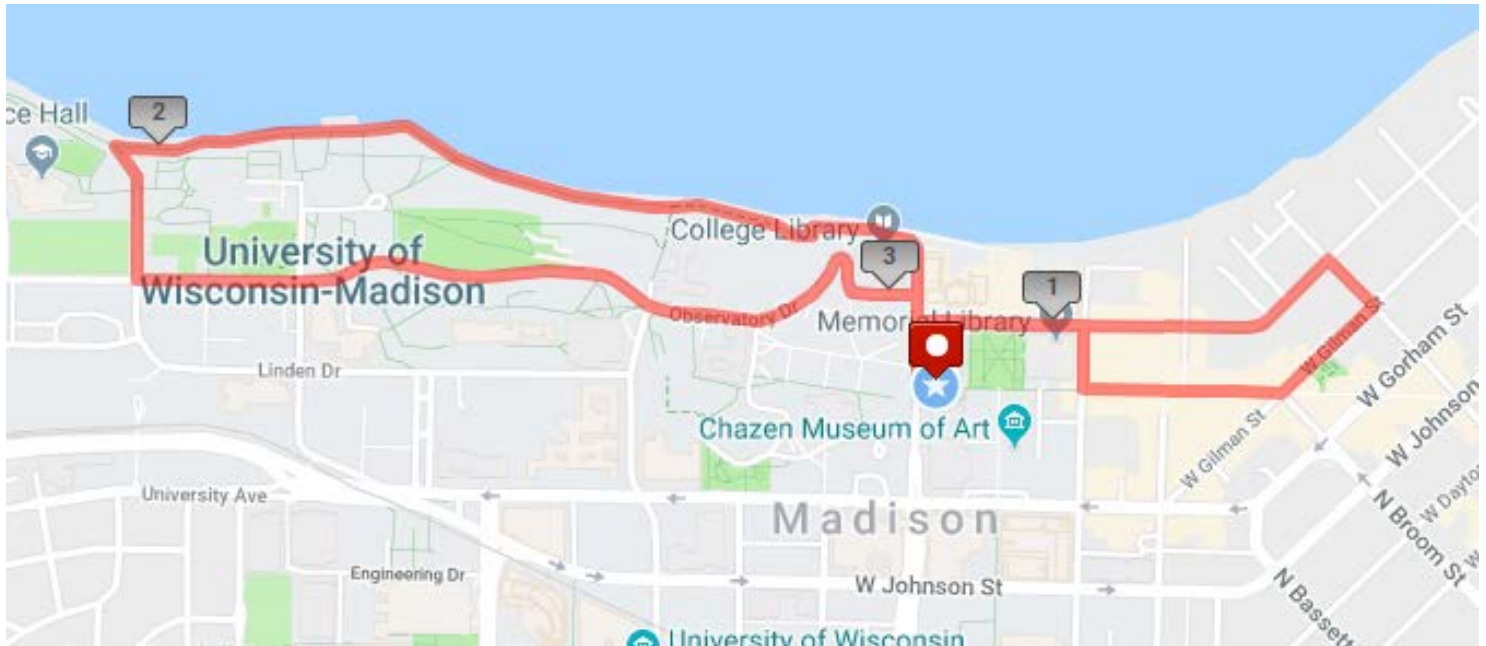 ce Hall
2
College Library
University of
Wisconsin-Madison
3
1
Observatory Dr
Memorial Library
Linden Dr
W Gilman St
W Gorham St
Chazen Museum of Art
W Johnson
W Gilman St
University Ave
Madison
W Dayto
N Broom St
W
Engineering Dr
W Johnson St
N Bassett
University of Wisconsin